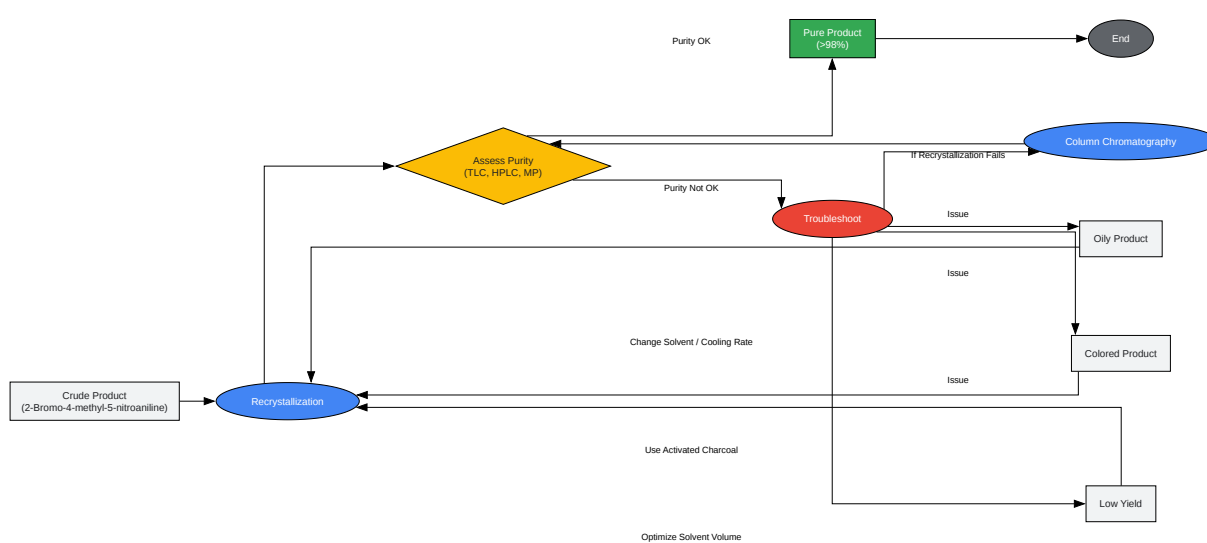 Pure Product
(>98%)
End
Purity OK
Column Chromatography
If Recrystallization Fails
Assess Purity
(TLC, HPLC, MP)
Purity Not OK
Troubleshoot
Issue
Oily Product
Issue
Change Solvent / Cooling Rate
Colored Product
Issue
Crude Product
(2-Bromo-4-methyl-5-nitroaniline)
Recrystallization
Use Activated Charcoal
Low Yield
Optimize Solvent Volume